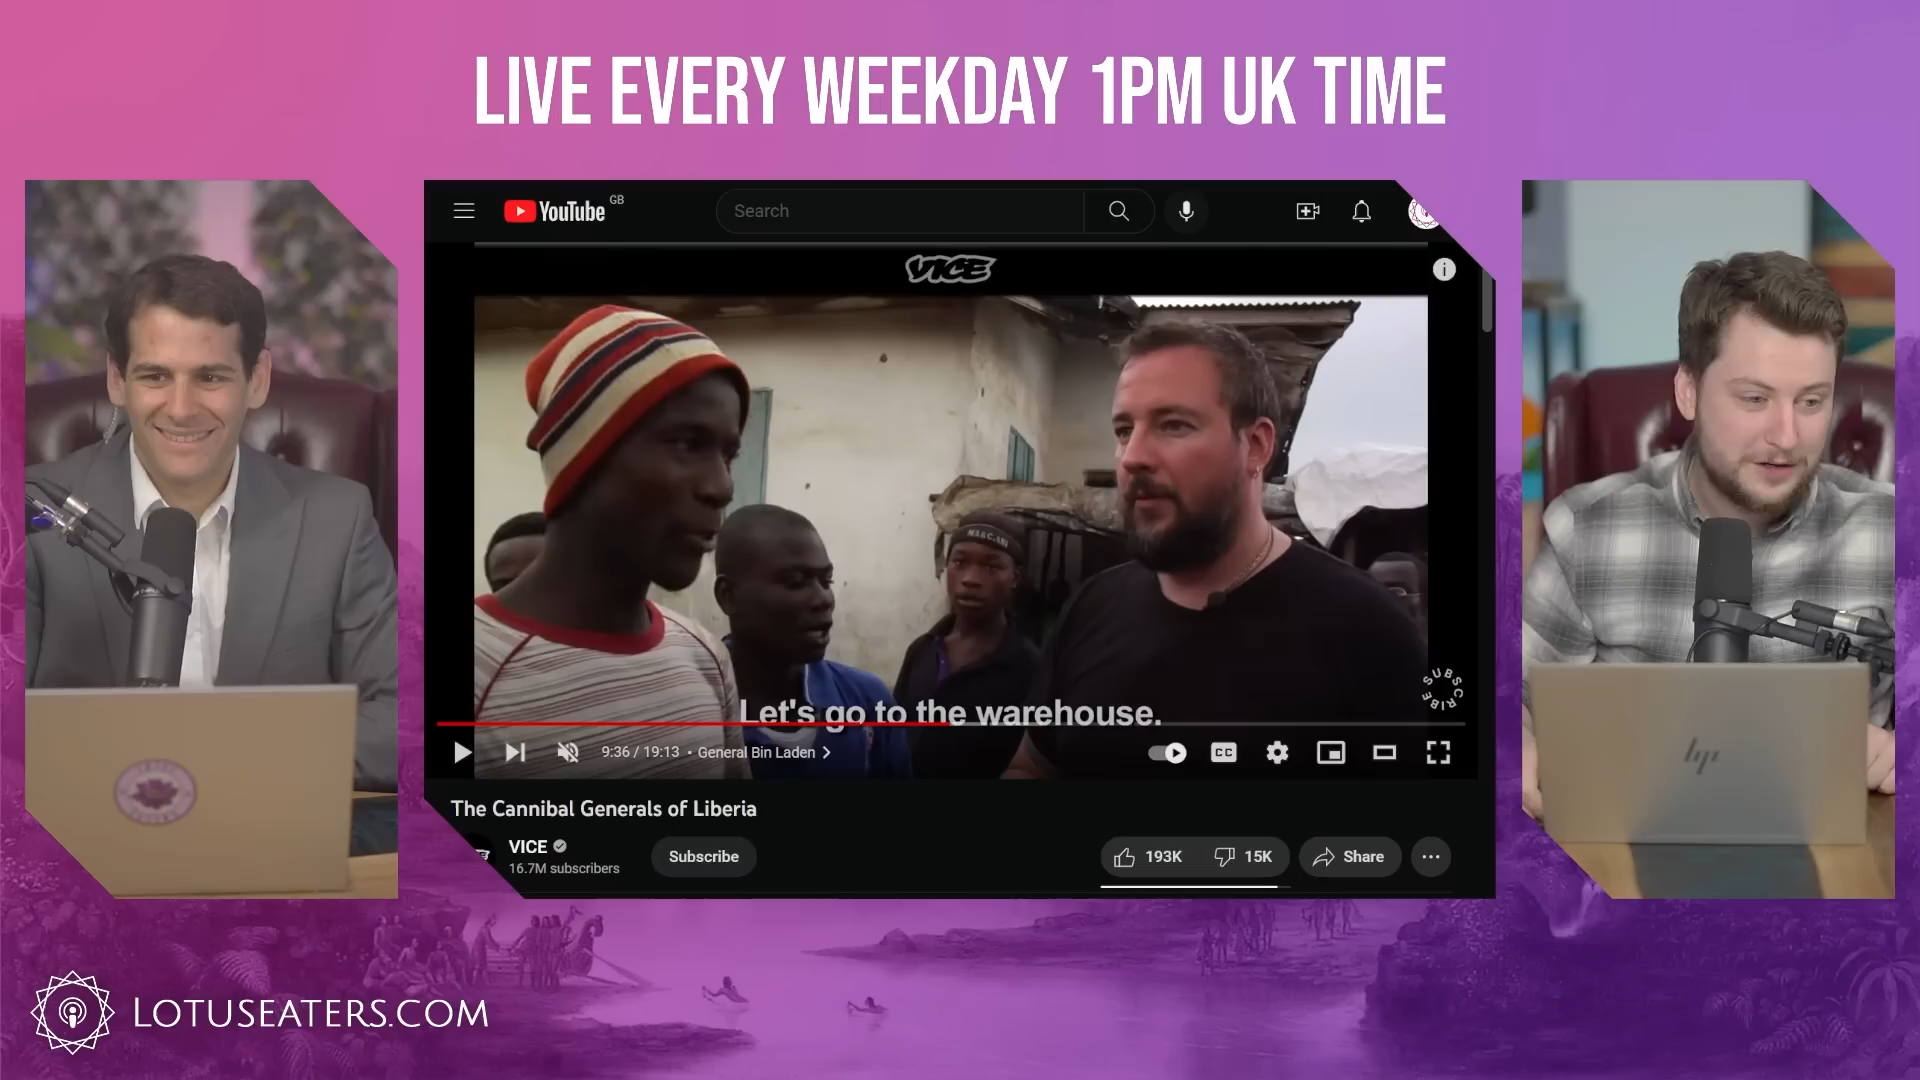 LIVE EVERY WEEKDAY 1PM UK TIME
YouTube GB
Search
VICE
i
SUBSCRIBE
Let's go to the warehouse.
9:36 / 19:13 • General Bin Laden
CC
The Cannibal Generals of Liberia
VICE
16.7M subscribers
Subscribe
193K
15K
Share
hp
LOTUSEATERS.COM